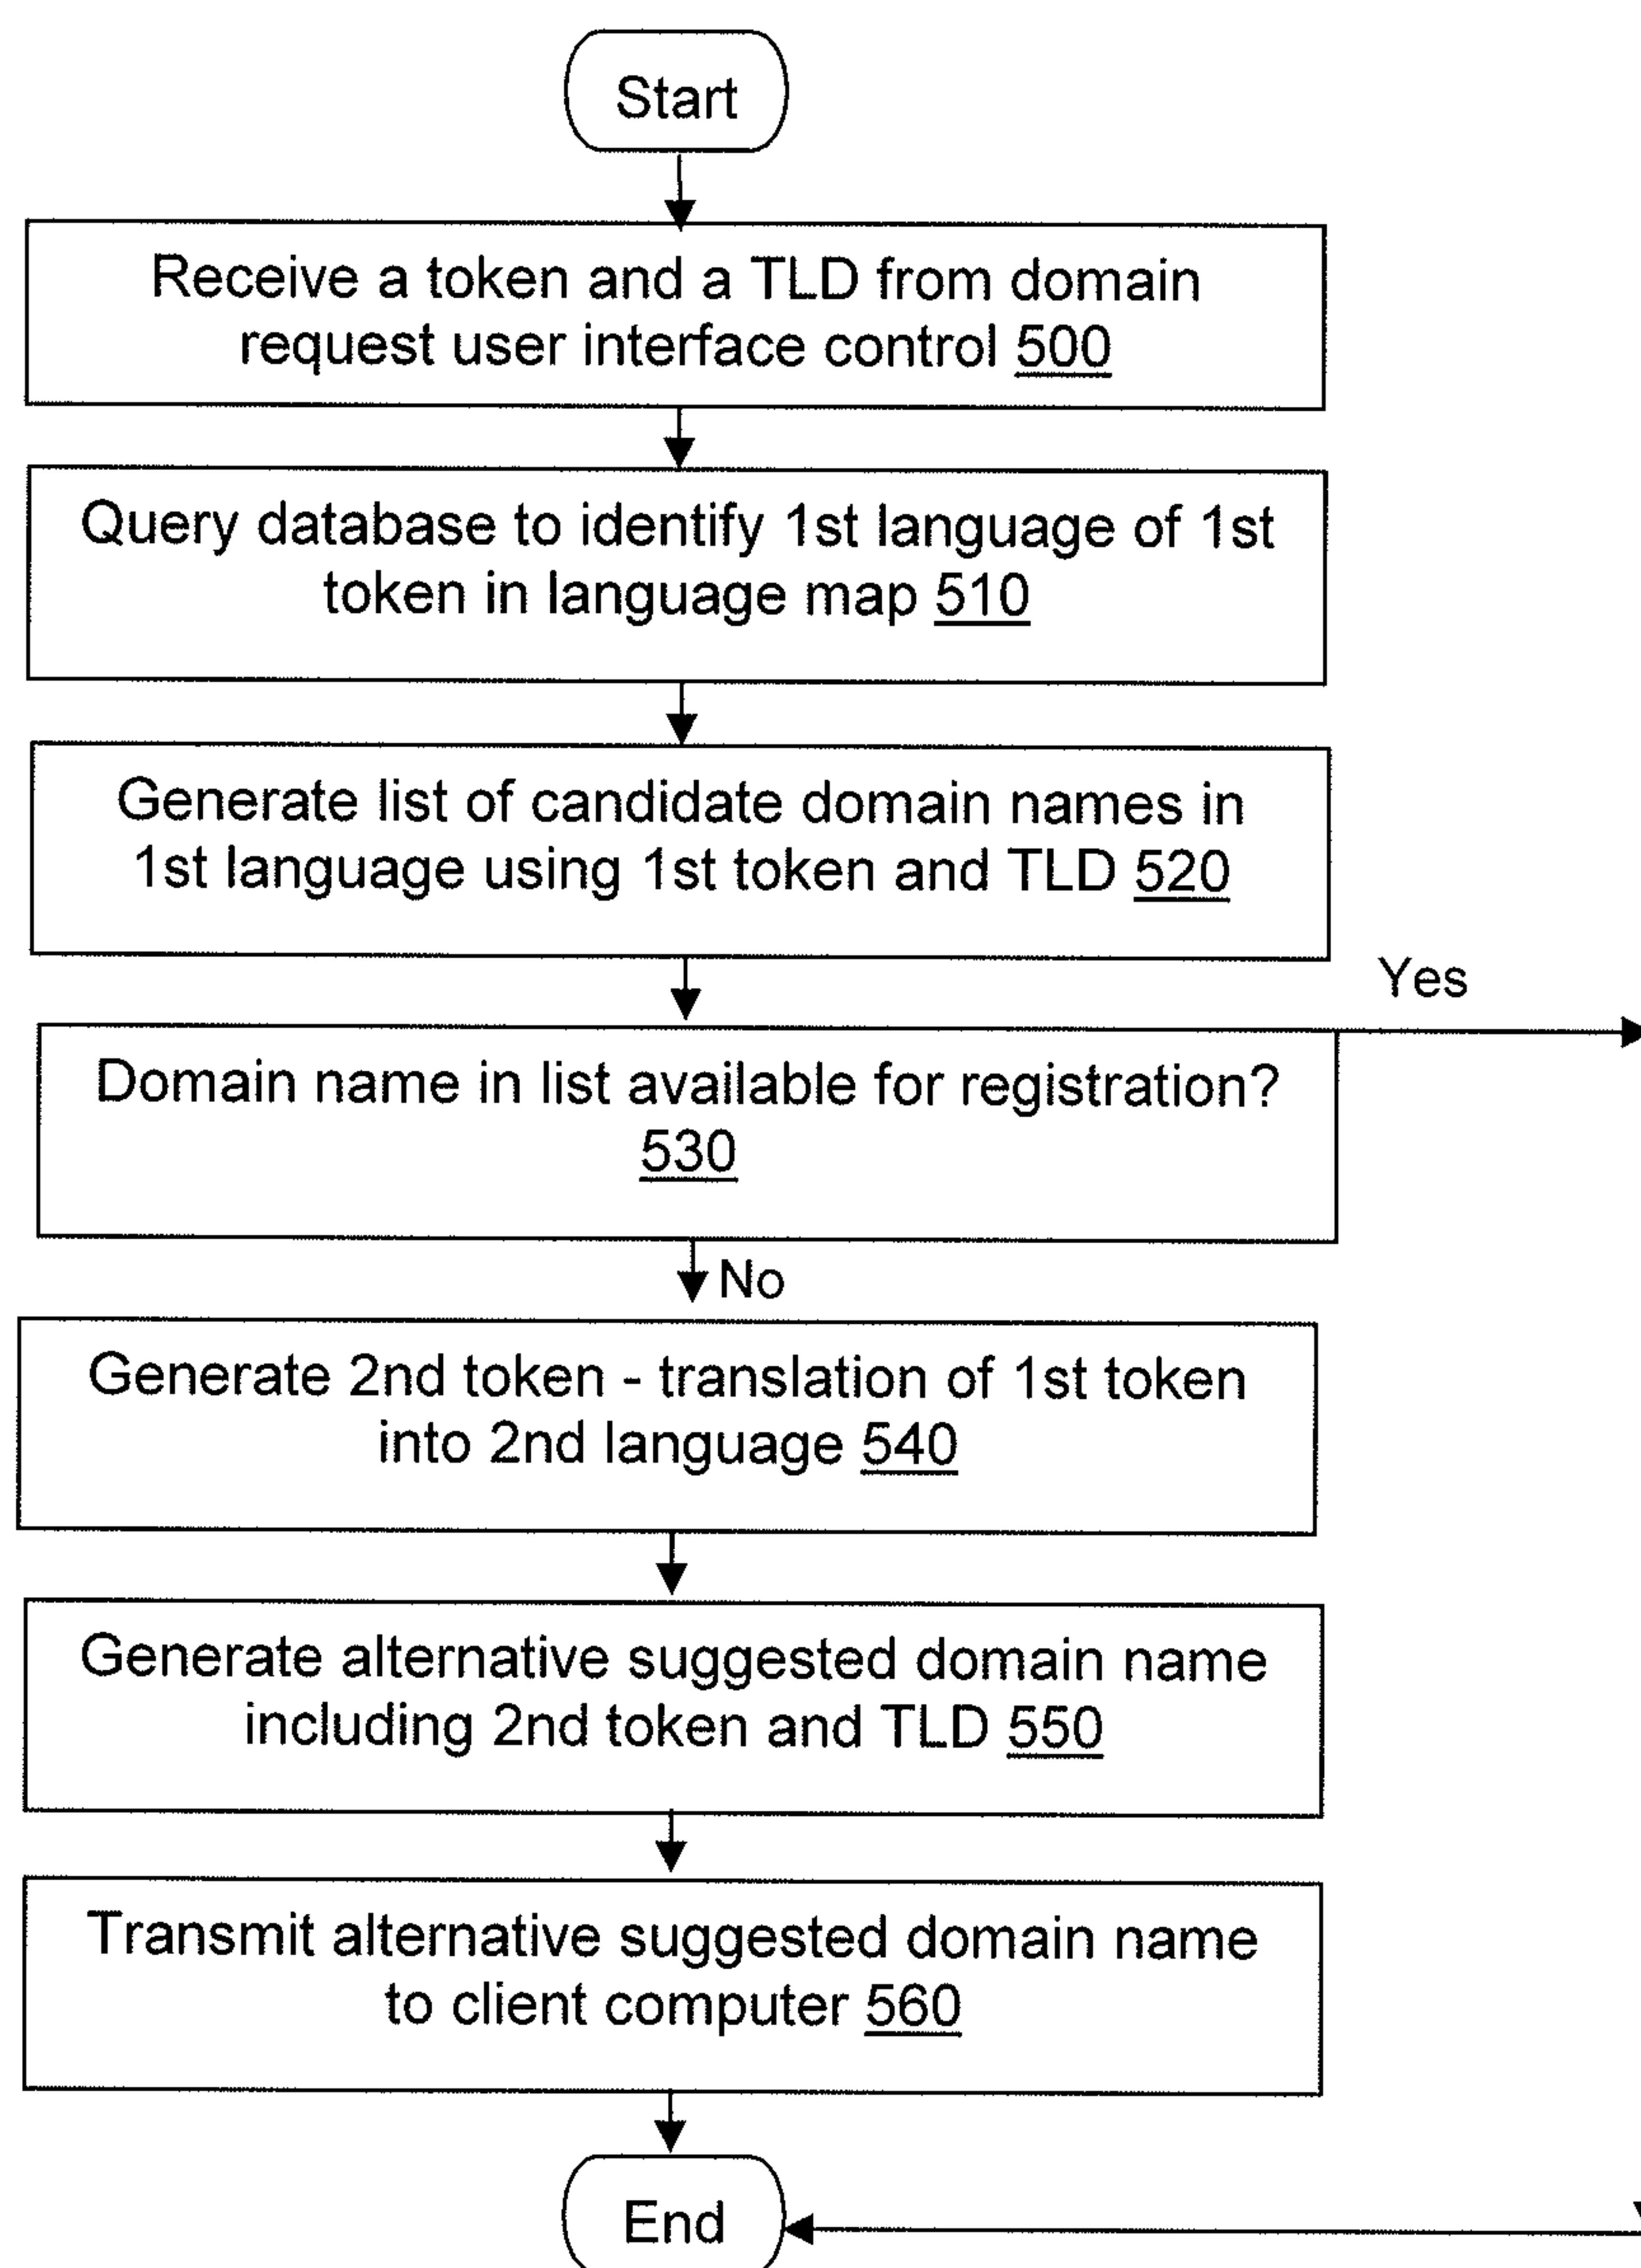 Start
Receive a token and a TLD from domain
request user interface control 500
Query database to identify 1st language of 1st
token in language map 510
Generate list of candidate domain names in
1st language using 1st token and TLD 520
Yes
Domain name in list available for registration?
530
No
Generate 2nd token - translation of 1st token
into 2nd language 540
Generate alternative suggested domain name
including 2nd token and TLD 550
Transmit alternative suggested domain name
to client computer 560
End